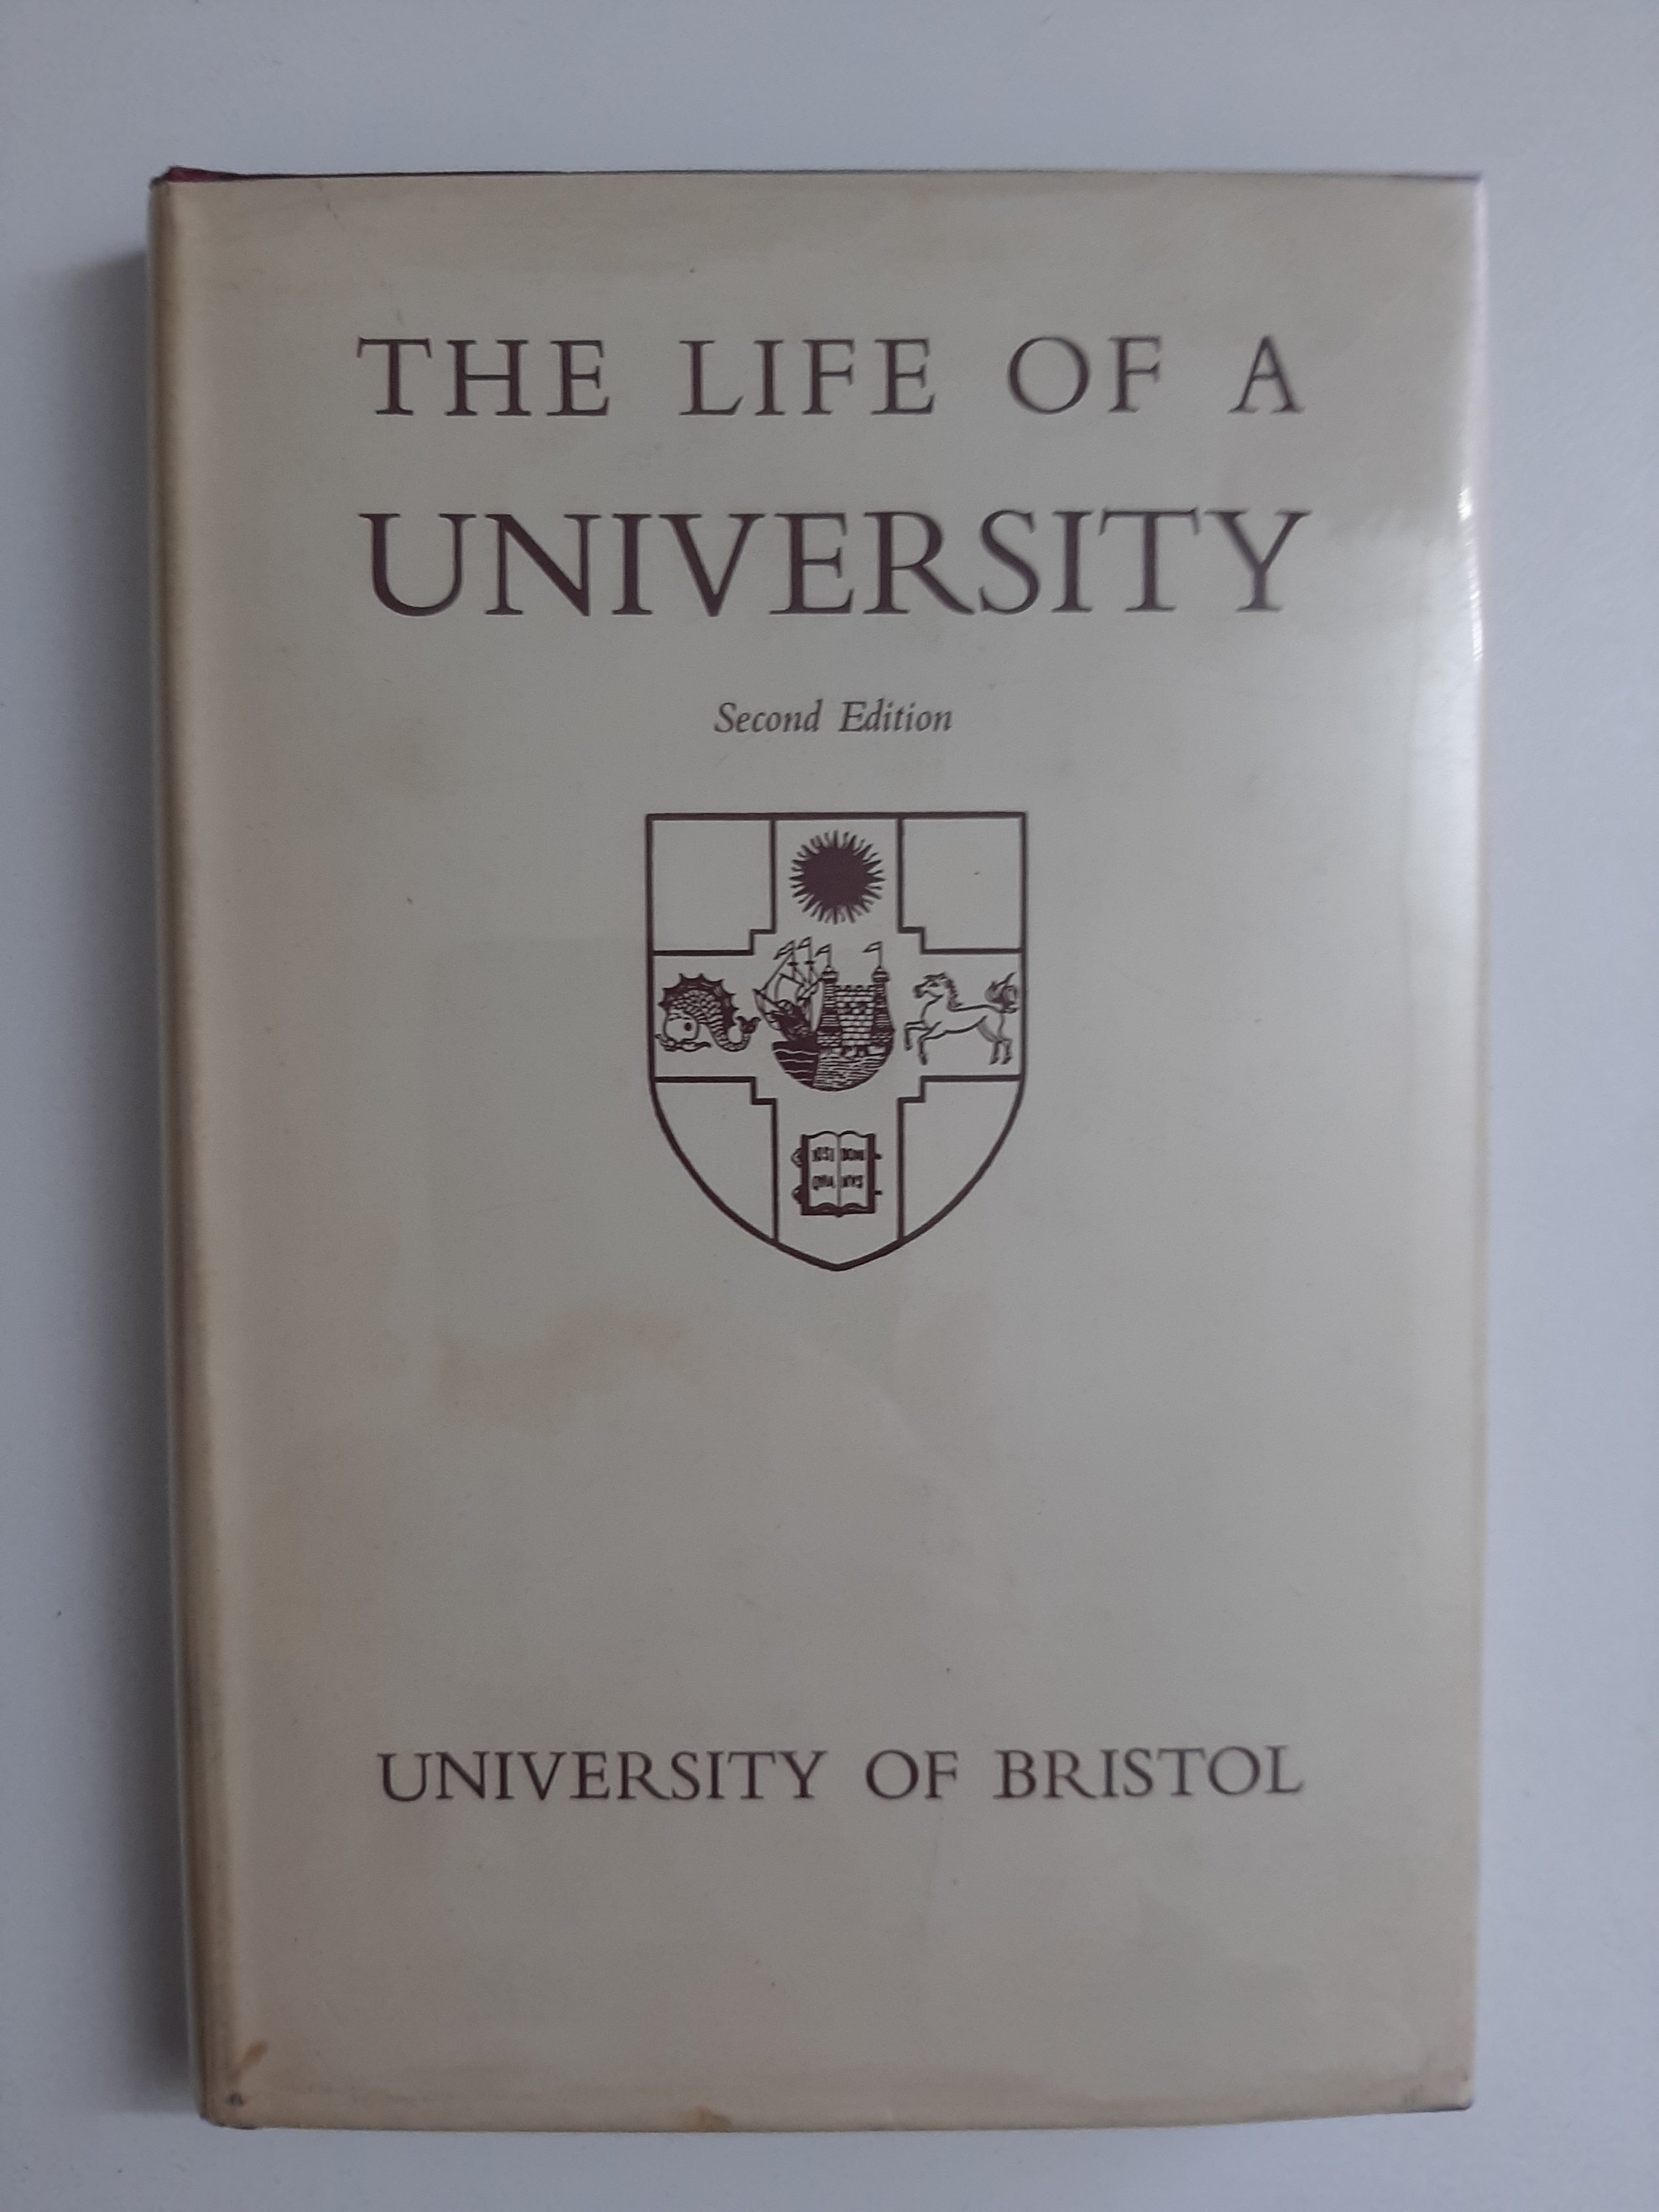 THE LIFE OF A
UNIVERSITY
Second Edition
UNIVERSITY OF BRISTOL